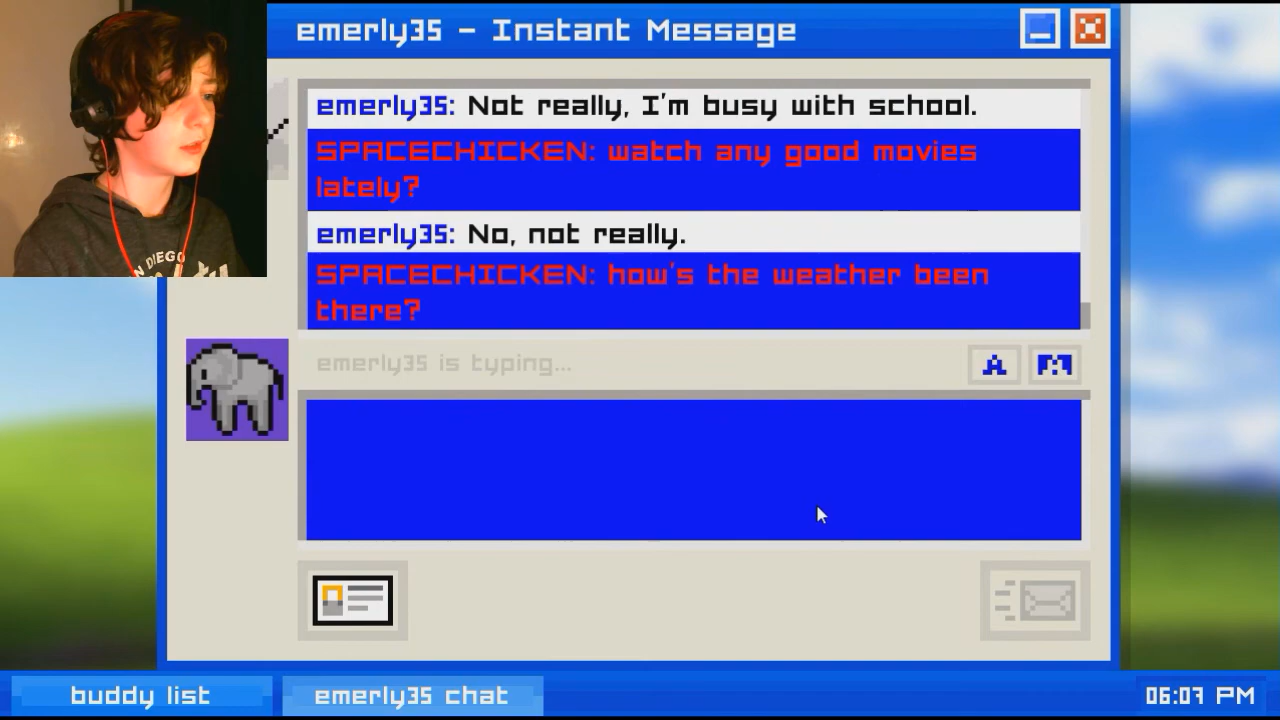 emerly35 - Instant Message
emerly35: Not really, I'm busy with school.
SPACECHICKEN: watch any good movies
lately?
emerly35: No, not really.
SPACECHICKEN: how's the weather been
there?
emerly35 is typing...
A
N DIEGO
buddy list
emerly35 chat
06:07 PM